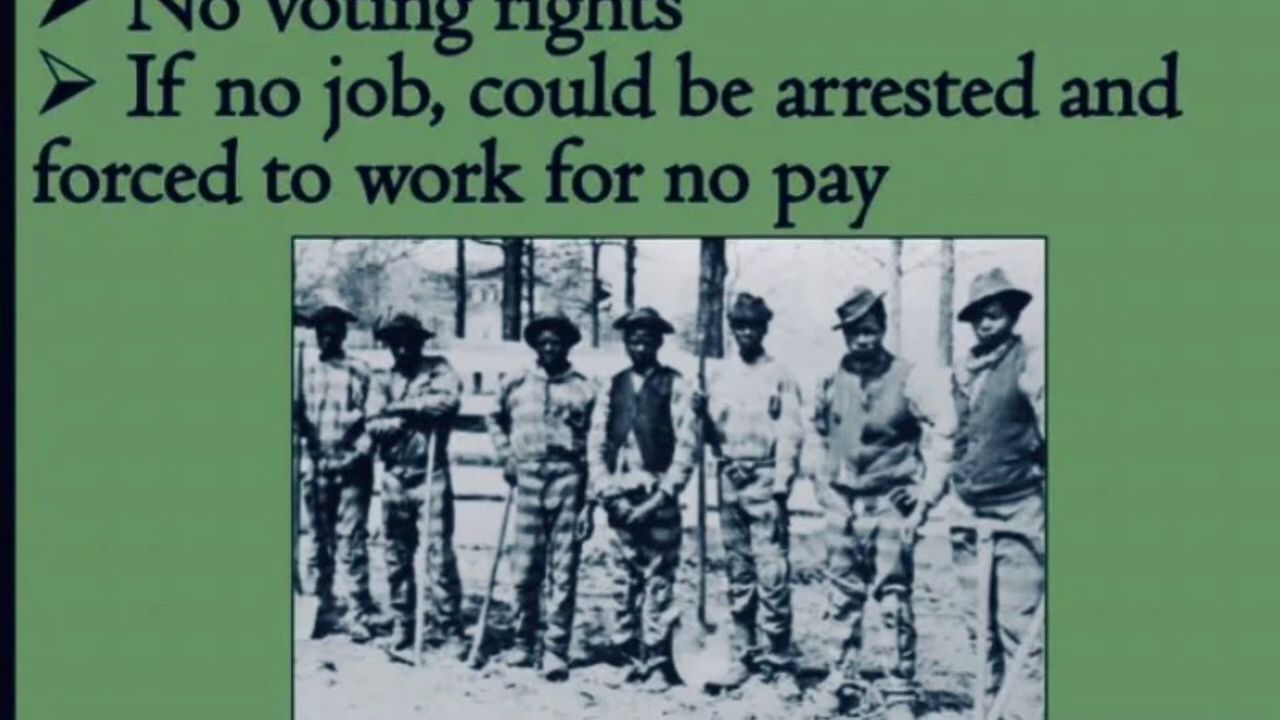 ➢ No voting rights
➢ If no job, could be arrested and
forced to work for no pay